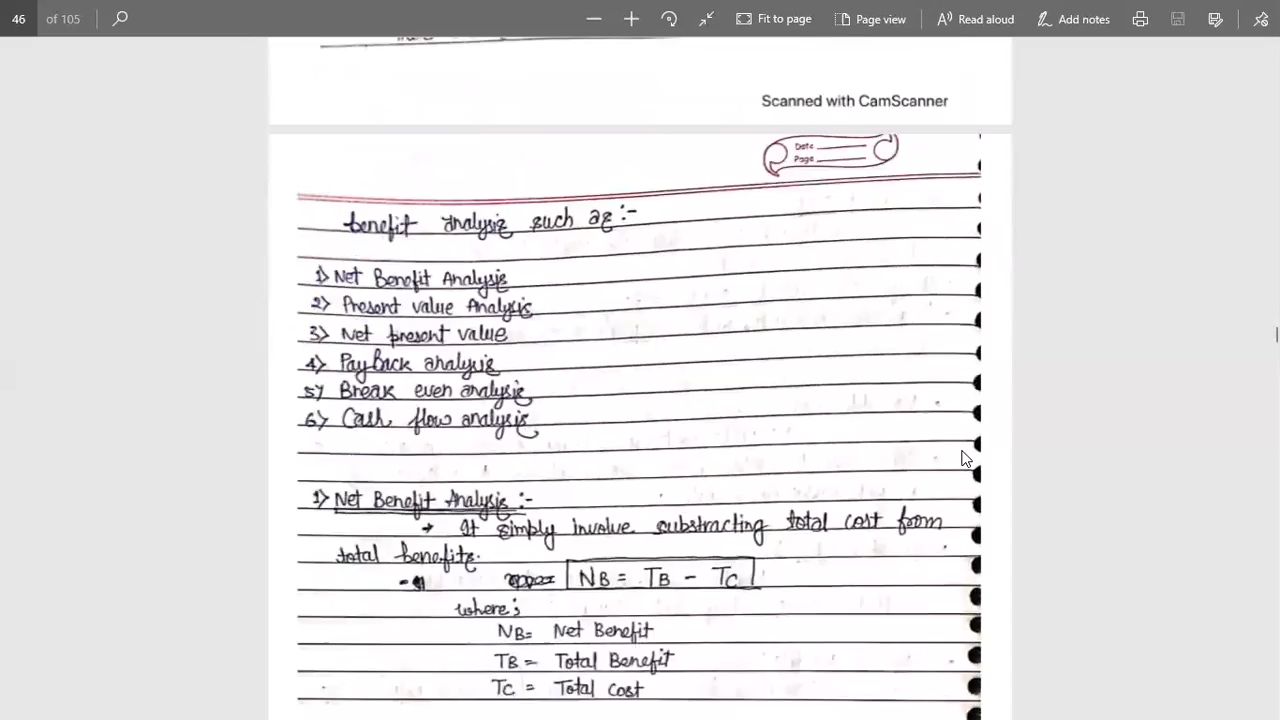 46 of 105 Fit to page Page view Read aloud Add notes
Scanned with CamScanner
Date
Page
benefit analysis such as :-
1) Net Benefit Analysis
2) Present value Analysis
3) Net present value
4) PayBack analysis
5) Break even analysis
6) Cash flow analysis
1) Net Benefit Analysis :-
→ It simply involve substracting total cost from
total benefits.
NB = TB - TC
where ;
NB = Net Benefit
TB = Total Benefit
TC = Total Cost